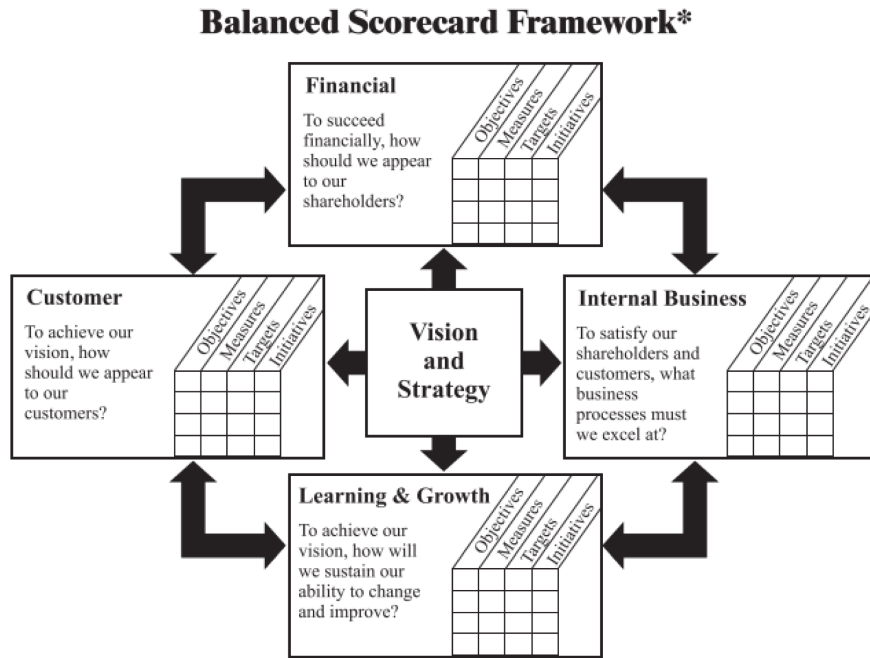 Balanced Scorecard Framework*
Financial
To succeed
financially, how
should we appear
to our
shareholders?
Objectives
Measures
Targets
Initiatives
Customer
To achieve our
vision, how
should we appear
to our
customers?
Objectives
Measures
Targets
Initiatives
Vision
and
Strategy
Internal Business
To satisfy our
shareholders and
customers, what
business
processes must
we excel at?
Objectives
Measures
Targets
Initiatives
Learning & Growth
To achieve our
vision, how will
we sustain our
ability to change
and improve?
Objectives
Measures
Targets
Initiatives